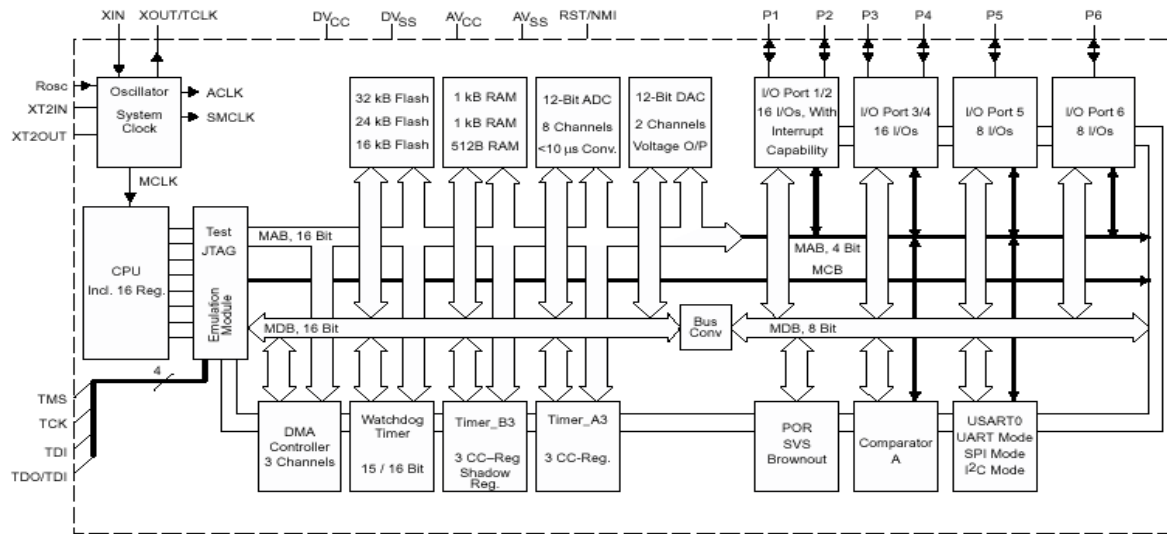 XIN
XOUT/TCLK
DVCC
DVSS
AVCC
AVSS
RST/NMI
P1
P2
P3
P4
P5
P6
Rosc
XT2IN
XT2OUT
Oscillator
System
Clock
ACLK
SMCLK
32 kB Flash
24 kB Flash
16 kB Flash
1 kB RAM
1 kB RAM
512B RAM
12-Bit ADC
8 Channels
<10 µs Conv.
12-Bit DAC
2 Channels
Voltage O/P
I/O Port 1/2
16 I/Os, With
Interrupt
Capability
I/O Port 3/4
16 I/Os
I/O Port 5
8 I/Os
I/O Port 6
8 I/Os
MCLK
CPU
Incl. 16 Reg.
Test
JTAG
Emulation
Module
MAB, 16 Bit
MAB, 4 Bit
MCB
MDB, 16 Bit
Bus
Conv
MDB, 8 Bit
4
TMS
TCK
TDI
TDO/TDI
DMA
Controller
3 Channels
Watchdog
Timer
15 / 16 Bit
Timer_B3
3 CC–Reg
Shadow
Reg.
Timer_A3
3 CC-Reg.
POR
SVS
Brownout
Comparator
A
USART0
UART Mode
SPI Mode
I²C Mode